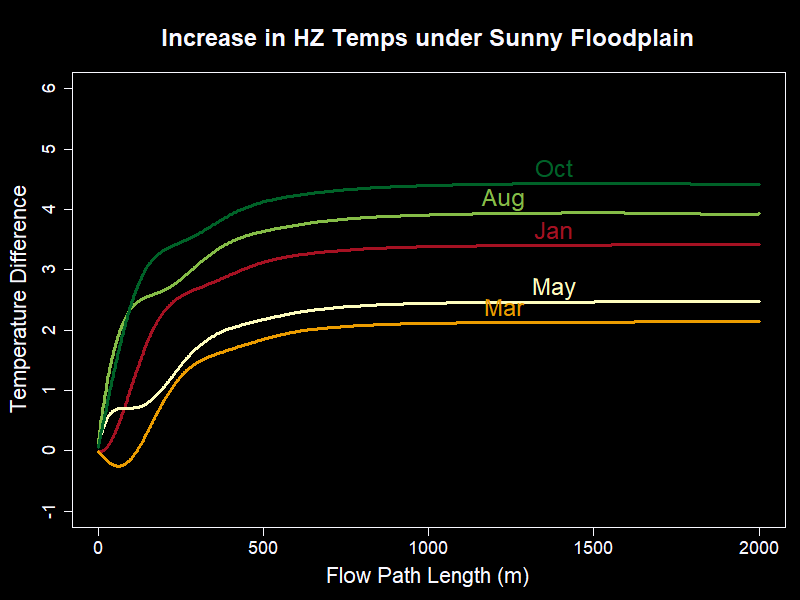 Increase in HZ Temps under Sunny Floodplain
Temperature Difference
6
5
4
3
2
1
0
-1
Oct
Aug
Jan
May
Mar
0 500 1000 1500 2000
Flow Path Length (m)